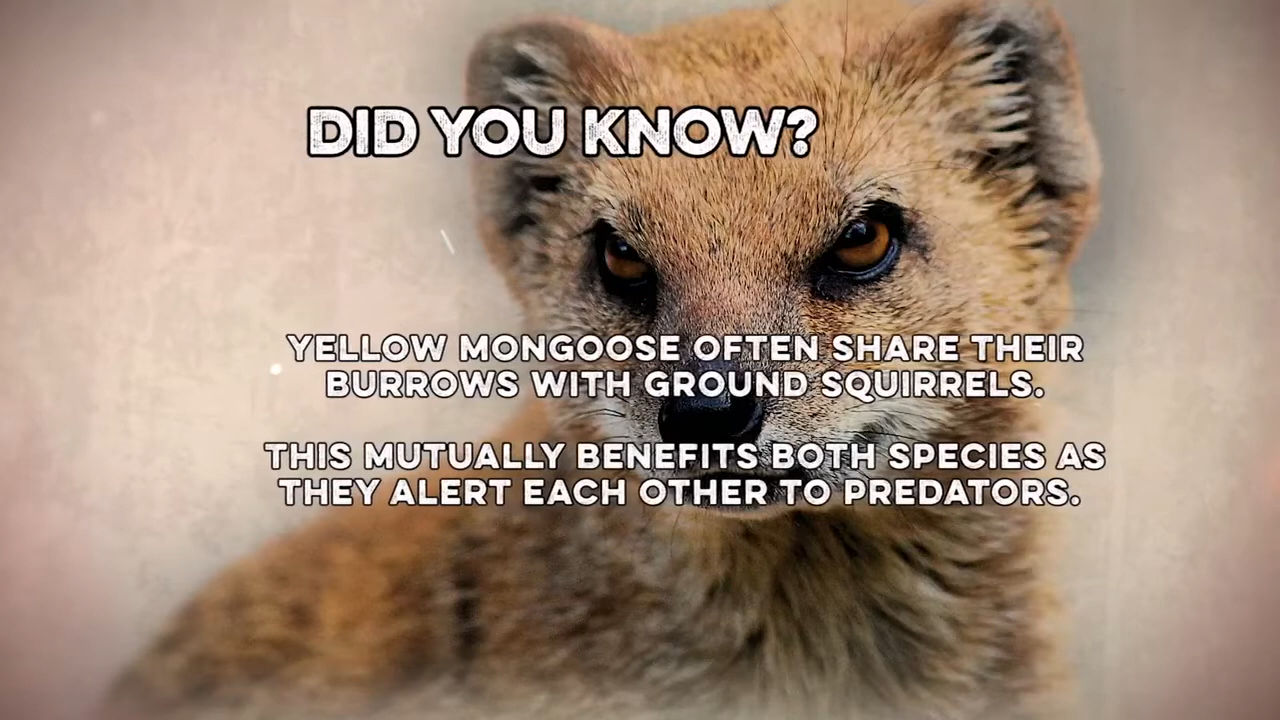 DID YOU KNOW?
YELLOW MONGOOSE OFTEN SHARE THEIR
BURROWS WITH GROUND SQUIRRELS.
THIS MUTUALLY BENEFITS BOTH SPECIES AS
THEY ALERT EACH OTHER TO PREDATORS.